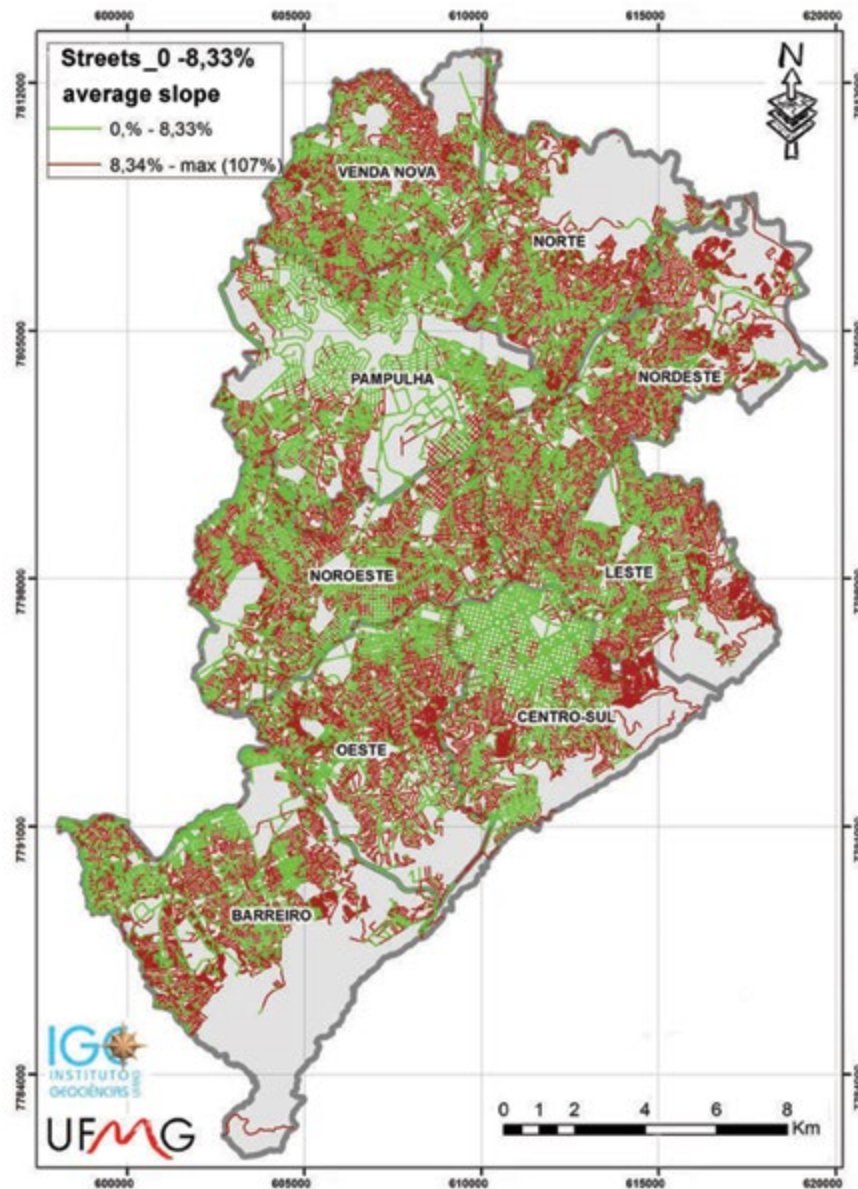 600000 605000 610000 615000 620000
Streets_0 -8,33%
average slope
0,% - 8,33%
8,34% - max (107%)
N
7812000
VENDA NOVA
NORTE
7805000
PAMPULHA
NORDESTE
NOROESTE
LESTE
7798000
CENTRO-SUL
OESTE
7791000
BARREIRO
IGC
INSTITUTO
GEOCIÊNCIAS
UFMG
7784000
0 1 2 4 6 8
Km
600000 605000 610000 615000 620000